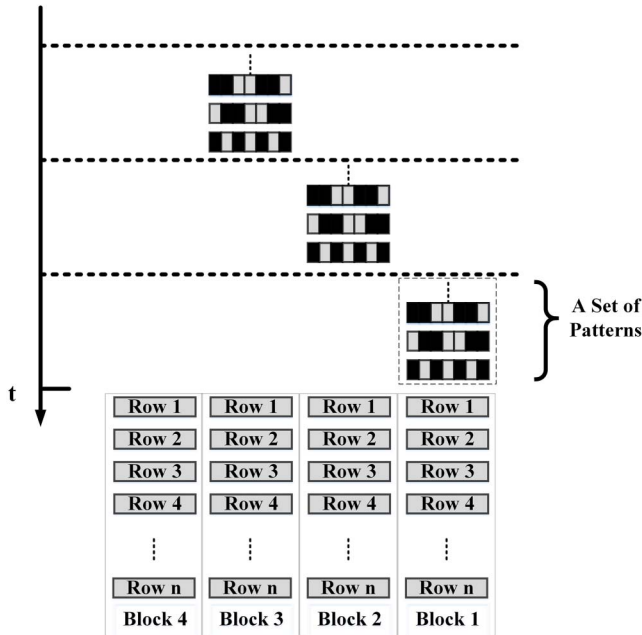 A Set of
Patterns
t
Row 1 Row 1 Row 1 Row 1
Row 2 Row 2 Row 2 Row 2
Row 3 Row 3 Row 3 Row 3
Row 4 Row 4 Row 4 Row 4
Row n Row n Row n Row n
Block 4 Block 3 Block 2 Block 1